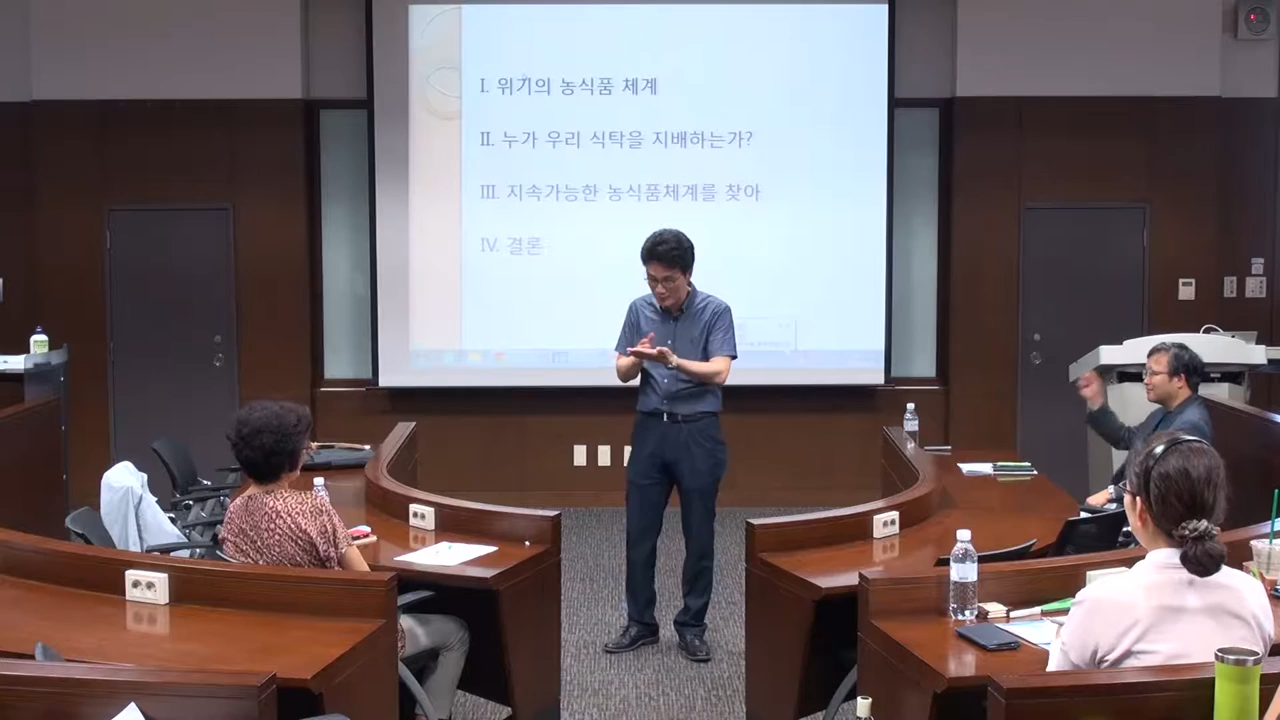 I. 위기의 농식품 체계
II. 누가 우리 식탁을 지배하는가?
III. 지속가능한 농식품체계를 찾아
IV. 결론